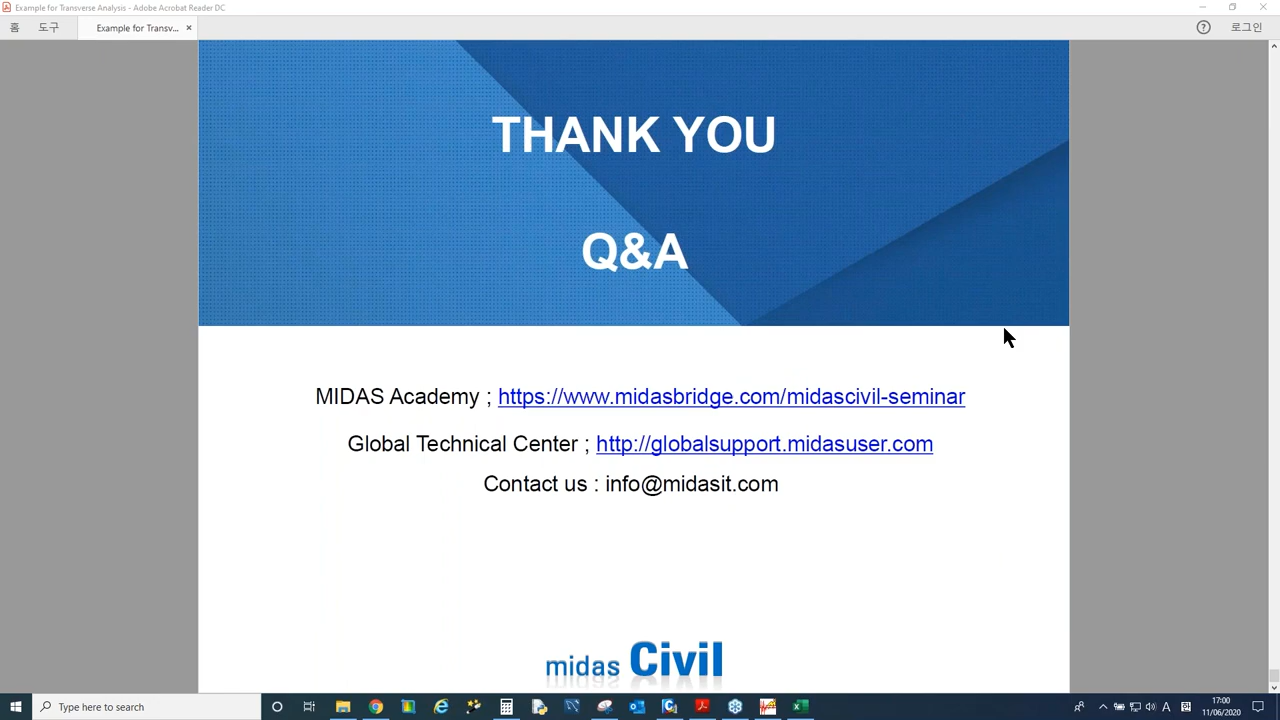 Example for Transverse Analysis - Adobe Acrobat Reader DC
홈 도구 Example for Transv... ×
? 로그인
THANK YOU
Q&A
MIDAS Academy ; https://www.midasbridge.com/midascivil-seminar
Global Technical Center ; http://globalsupport.midasuser.com
Contact us : info@midasit.com
midas Civil
Type here to search
A
17:00
11/06/2020